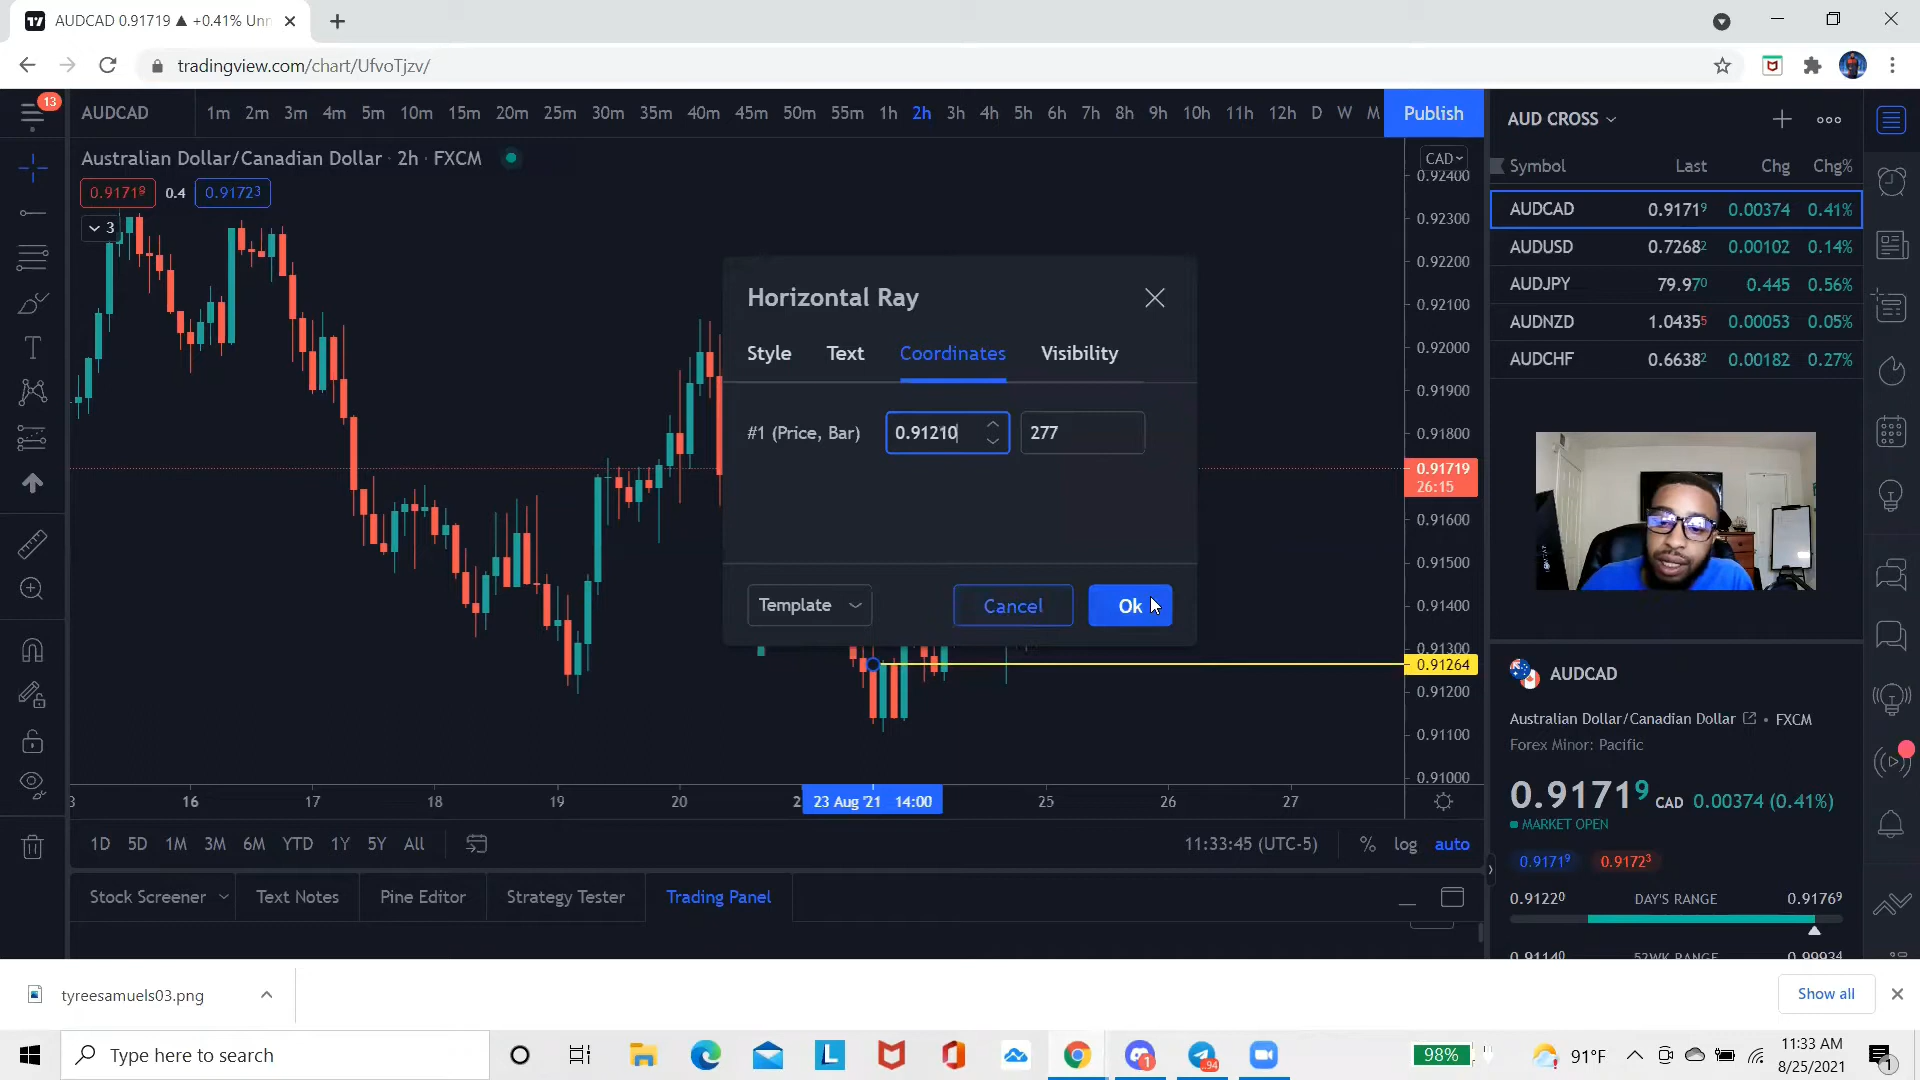 AUDCAD 0.91719 ▲ +0.41% Unn
tradingview.com/chart/UfvoTjzv/
13
AUDCAD
1m 2m 3m 4m 5m 10m 15m 20m 25m 30m 35m 40m 45m 50m 55m 1h 2h 3h 4h 5h 6h 7h 8h 9h 10h 11h 12h D W M
Publish
Australian Dollar/Canadian Dollar · 2h · FXCM
0.91719 0.4 0.91723
3
CAD
0.92400
0.92300
0.92200
0.92100
0.92000
0.91900
0.91800
0.91719
26:15
0.91600
0.91500
0.91400
0.91300
0.91264
0.91200
0.91100
0.91000
Horizontal Ray
Style Text Coordinates Visibility
#1 (Price, Bar) 0.91210 277
Template Cancel Ok
16 17 18 19 20 2 23 Aug '21 14:00 25 26 27
1D 5D 1M 3M 6M YTD 1Y 5Y All
11:33:45 (UTC-5) % log auto
Stock Screener Text Notes Pine Editor Strategy Tester Trading Panel
AUD CROSS
Symbol Last Chg Chg%
AUDCAD 0.91719 0.00374 0.41%
AUDUSD 0.72682 0.00102 0.14%
AUDJPY 79.970 0.445 0.56%
AUDNZD 1.04355 0.00053 0.05%
AUDCHF 0.66382 0.00182 0.27%
AUDCAD
Australian Dollar/Canadian Dollar • FXCM
Forex Minor: Pacific
0.91719 CAD 0.00374 (0.41%)
MARKET OPEN
0.91719 0.91723
0.91220 DAY'S RANGE 0.91769
0.91140 52WK RANGE 0.99934
tyreesamuels03.png
Show all
Type here to search
L
1
94
98%
91°F
11:33 AM
8/25/2021
1